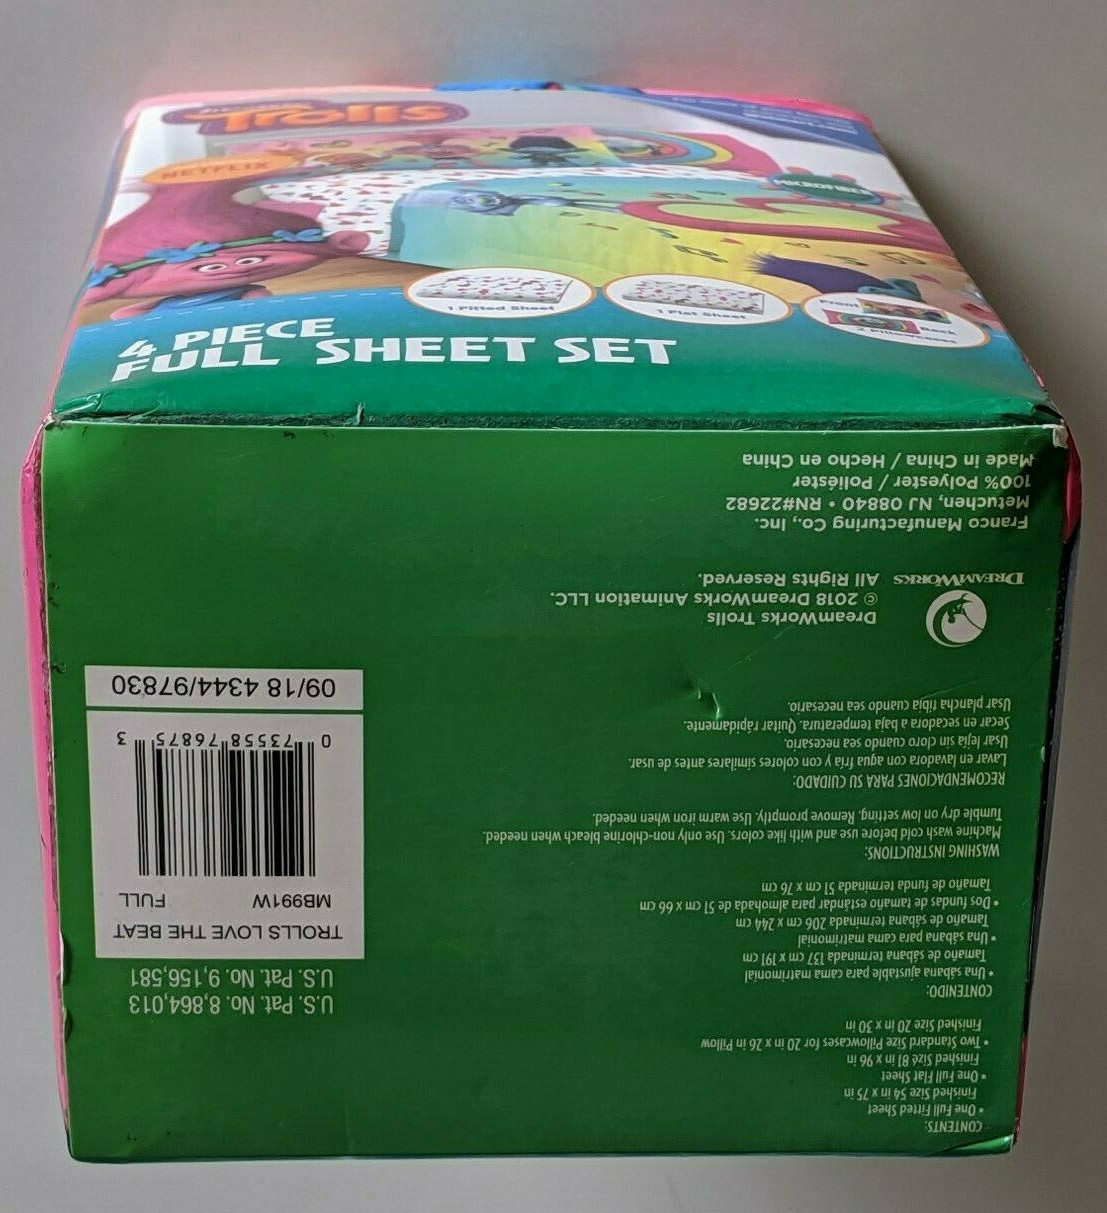 Trolls
NETFLIX
MICROFIBER
1 Fitted Sheet
1 Flat Sheet
Front
Back
2 Pillowcases
4 PIECE
FULL SHEET SET
CONTENTS:
• One Full Fitted Sheet
Finished Size 54 in x 75 in
• One Full Flat Sheet
Finished Size 81 in x 96 in
• Two Standard Size Pillowcases for 20 in x 26 in Pillow
Finished Size 20 in x 30 in
CONTENIDO:
• Una sábana ajustable para cama matrimonial
Tamaño de sábana terminada 137 cm x 191 cm
• Una sábana para cama matrimonial
Tamaño de sábana terminada 206 cm x 244 cm
• Dos fundas de tamaño estándar para almohada de 51 cm x 66 cm
Tamaño de funda terminada 51 cm x 76 cm
WASHING INSTRUCTIONS:
Machine wash cold before use and with like colors. Use only non-chlorine bleach when needed.
Tumble dry on low setting. Remove promptly. Use warm iron when needed.
RECOMENDACIONES PARA SU CUIDADO:
Lavar en lavadora con agua fría y con colores similares antes de usar.
Usar lejía sin cloro cuando sea necesario.
Secar en secadora a baja temperatura. Quitar rápidamente.
Usar plancha tibia cuando sea necesario.
DREAMWORKS
DreamWorks Trolls
© 2018 DreamWorks Animation LLC.
All Rights Reserved.
Franco Manufacturing Co., Inc.
Metuchen, NJ 08840 • RN#22682
100% Polyester / Poliéster
Made in China / Hecho en China
U.S. Pat. No. 8,864,013
U.S. Pat. No. 9,156,581
TROLLS LOVE THE BEAT
MB991W FULL
0 73558 76875 3
09/18 4344/97830